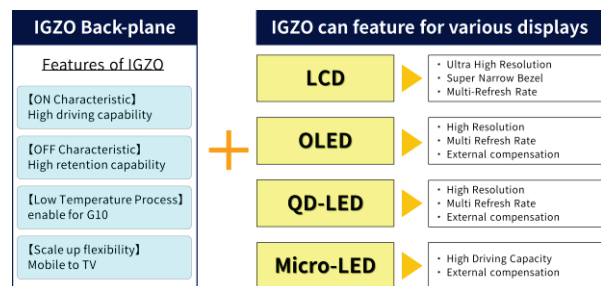 IGZO Back-plane
Features of IGZO
【ON Characteristic】
High driving capability
【OFF Characteristic】
High retention capability
【Low Temperature Process】
enable for G10
【Scale up flexibility】
Mobile to TV
+
IGZO can feature for various displays
LCD
・ Ultra High Resolution
・ Super Narrow Bezel
・ Multi-Refresh Rate
OLED
・ High Resolution
・ Multi Refresh Rate
・ External compensation
QD-LED
・ High Resolution
・ Multi Refresh Rate
・ External compensation
Micro-LED
・ High Driving Capacity
・ External compensation